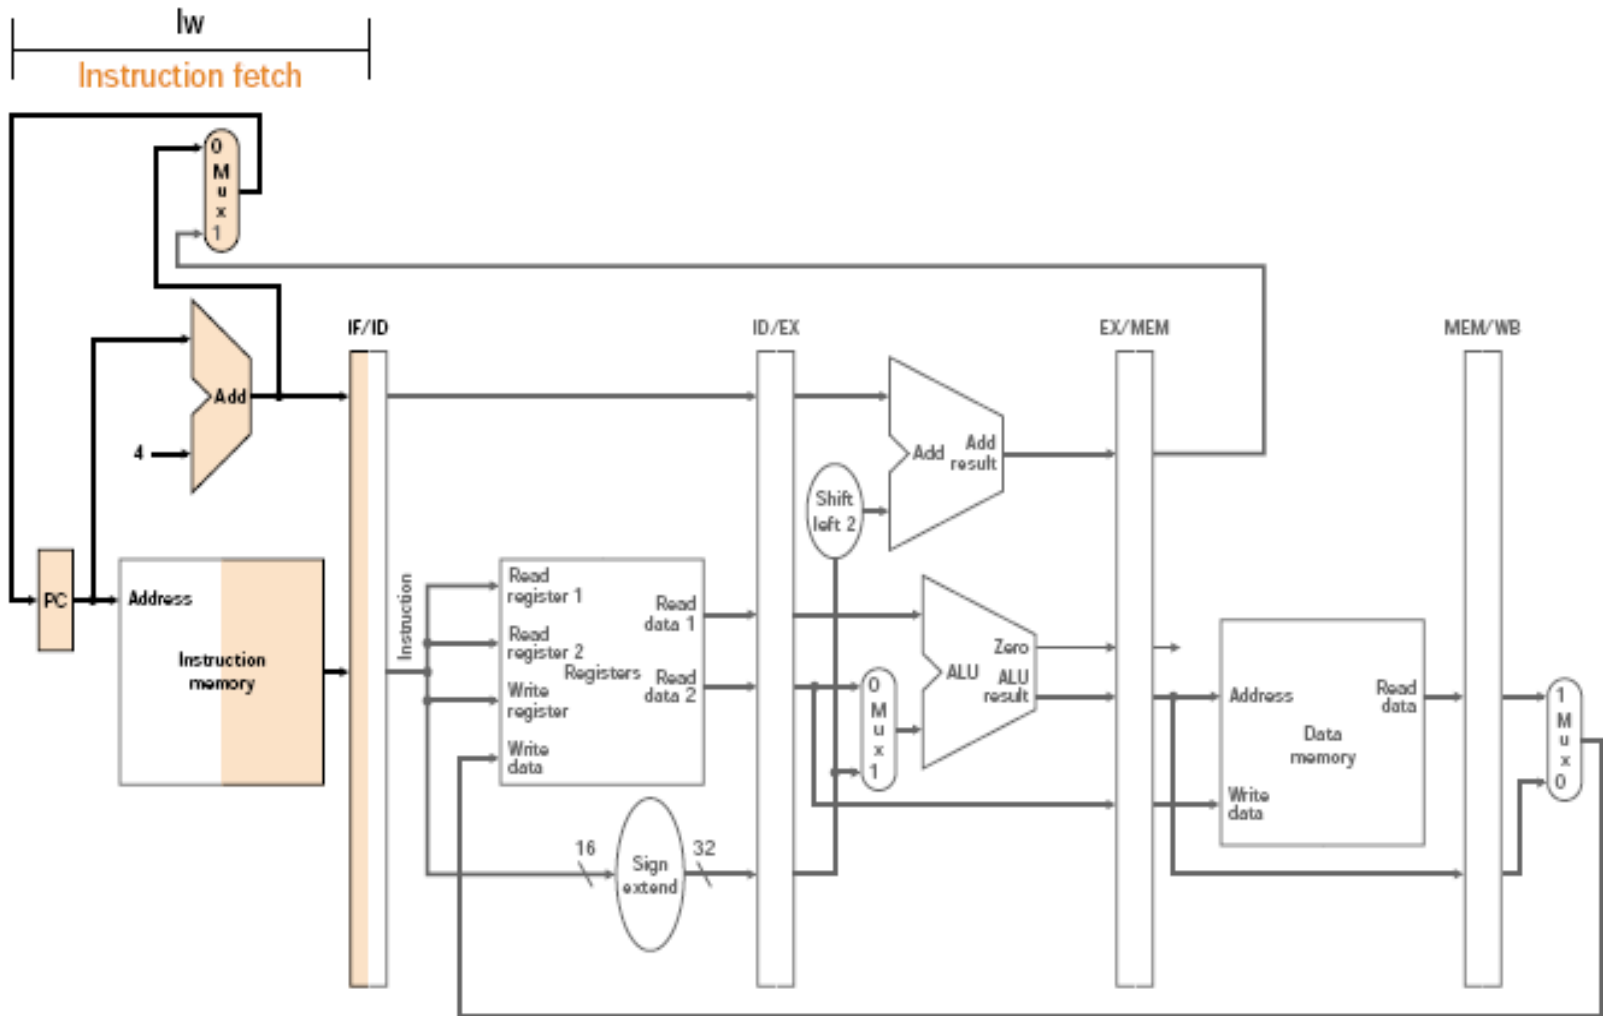 lw
Instruction fetch
0
M
u
x
1
IF/ID
ID/EX
EX/MEM
MEM/WB
Add
4
Add
Add
result
Shift
left 2
PC
Address
Instruction
memory
Instruction
Read
register 1
Read
register 2
Write
register
Write
data
Registers
Read
data 1
Read
data 2
0
M
u
x
1
Zero
ALU
ALU
result
Address
Write
data
Data
memory
Read
data
1
M
u
x
0
16
Sign
extend
32